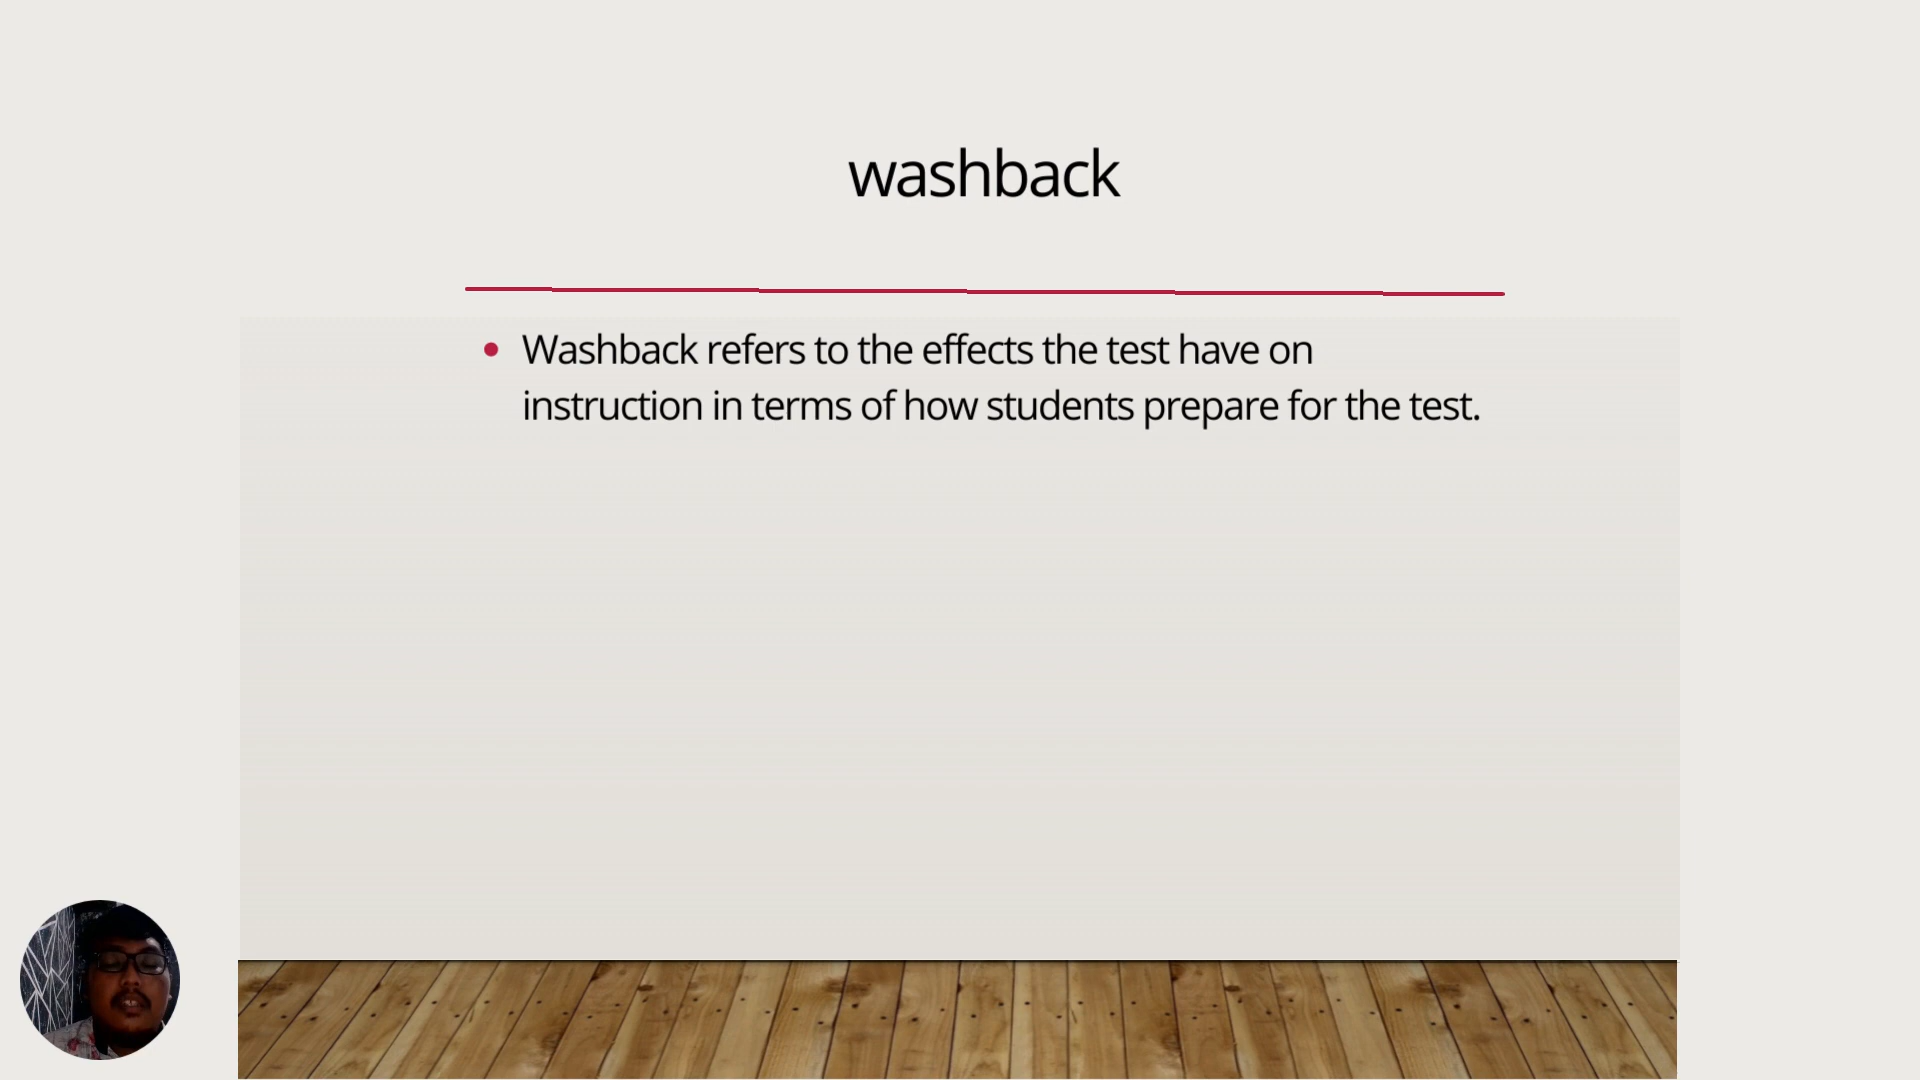 washback
Washback refers to the effects the test have on
instruction in terms of how students prepare for the test.